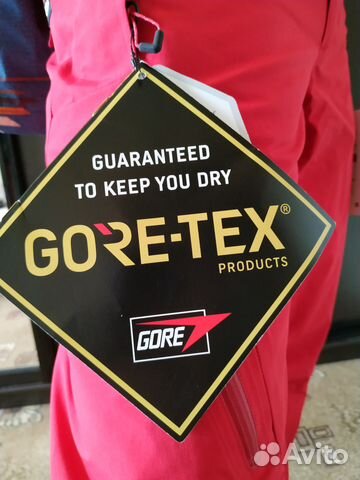 GUARANTEED
TO KEEP YOU DRY
GORE-TEX®
PRODUCTS
GORE
Avito